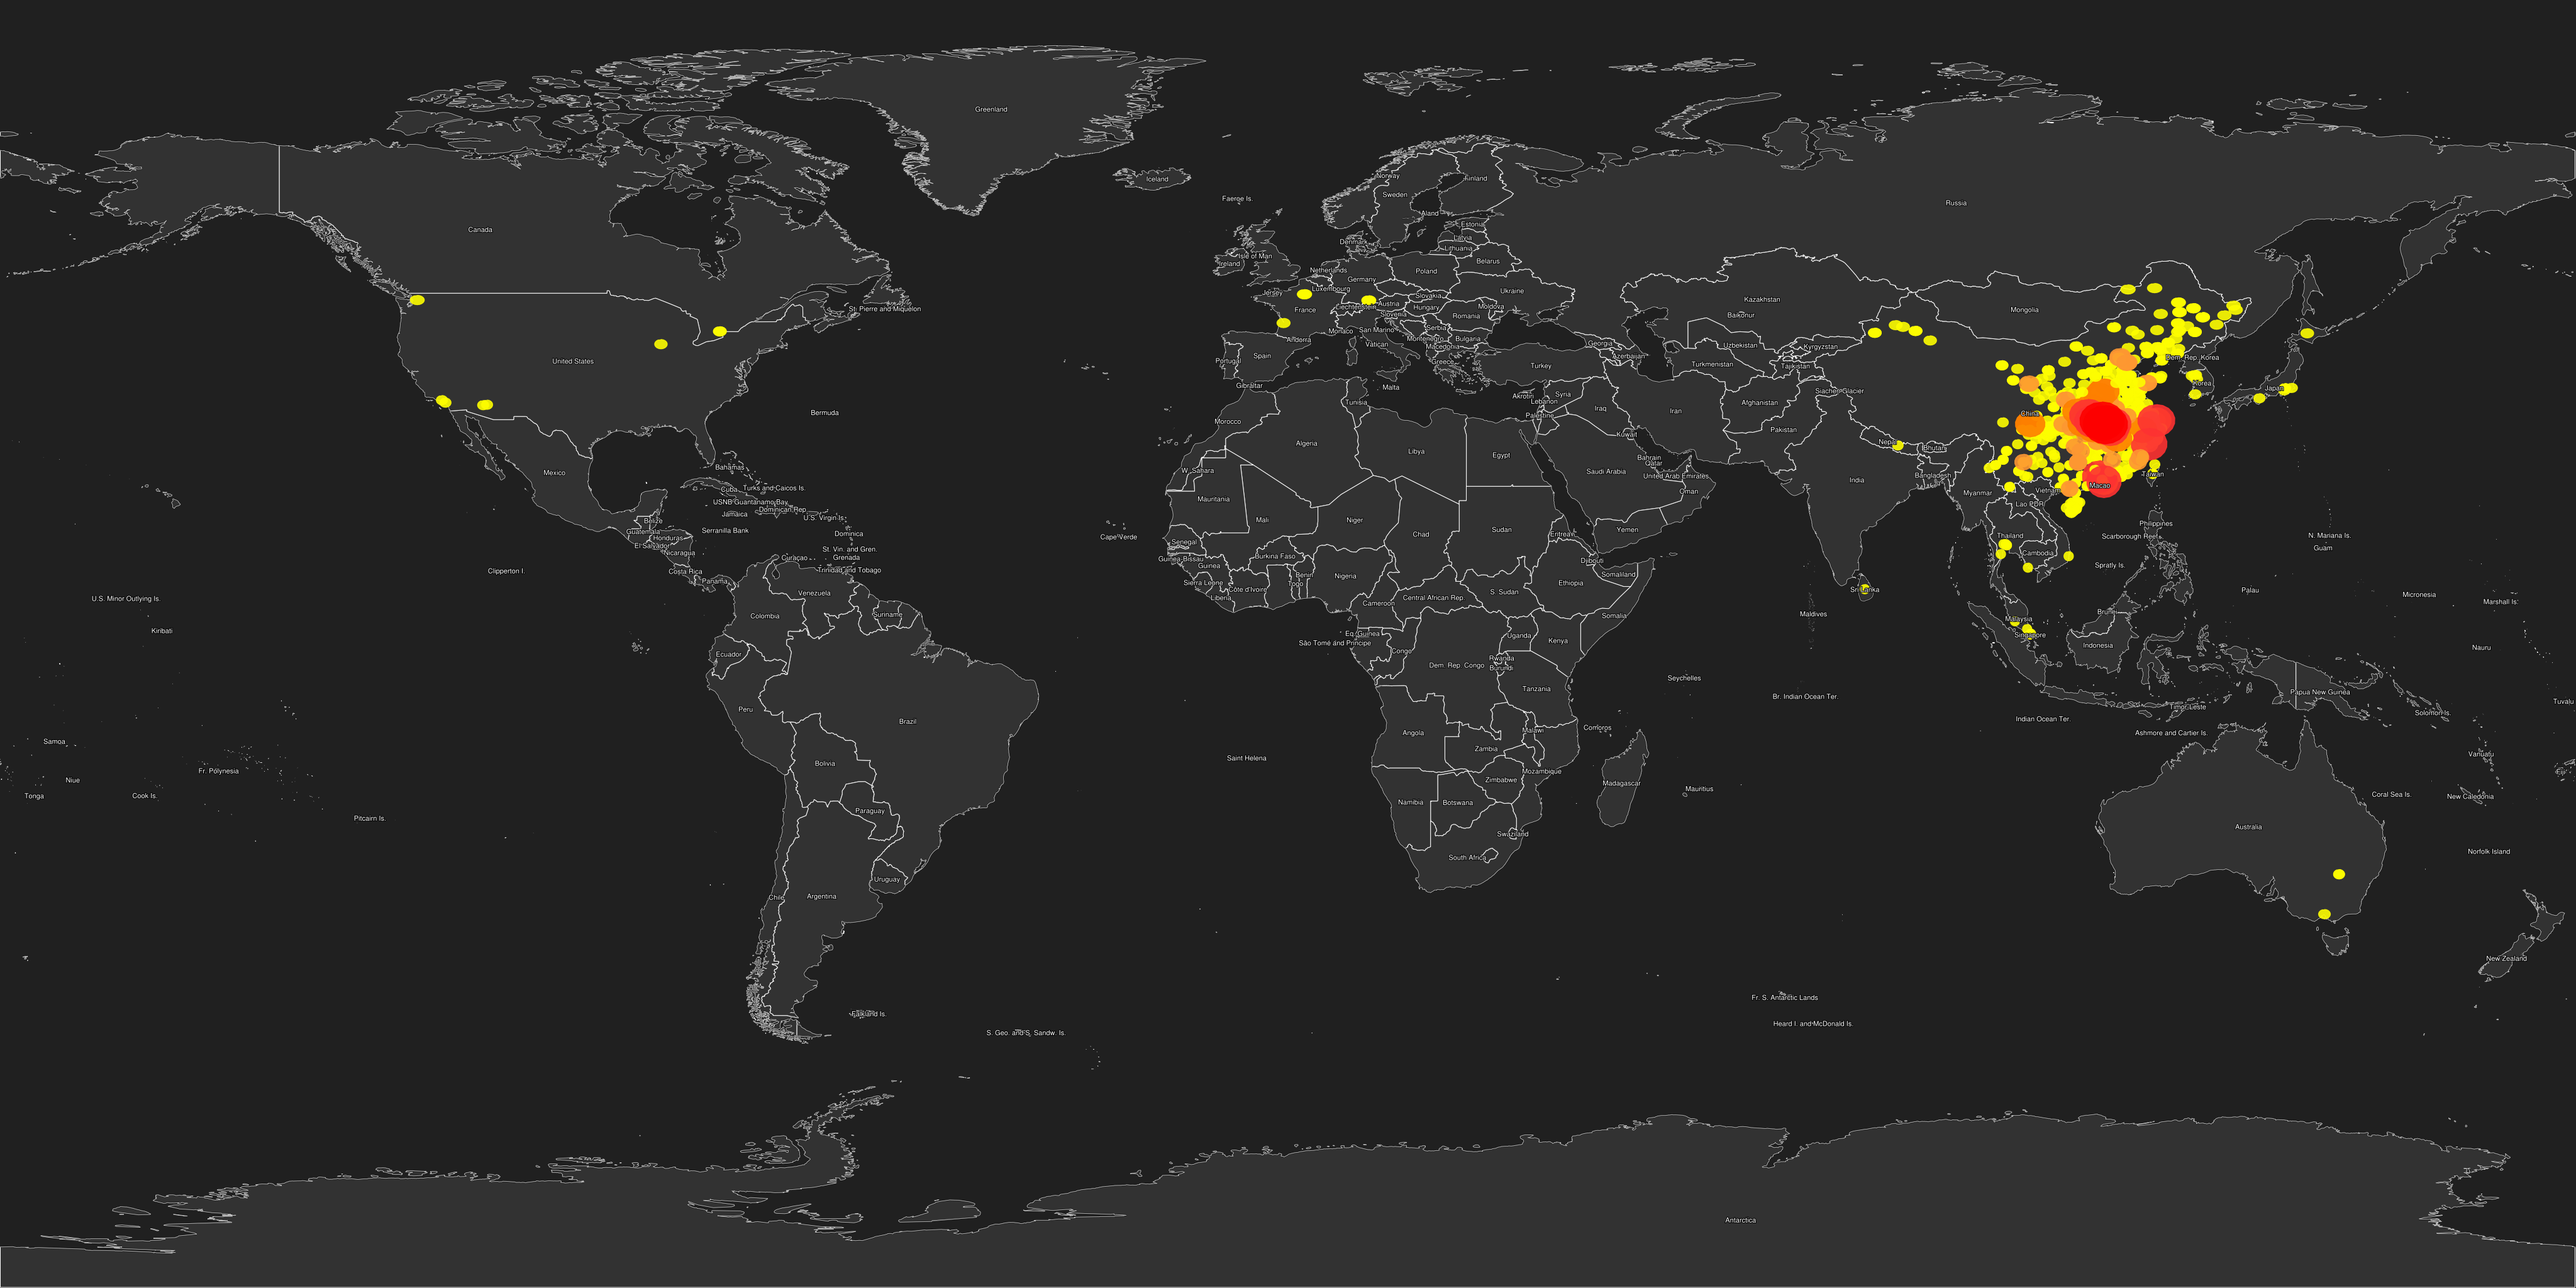 Greenland
Iceland
Norway
Finland
Sweden
Faeroe Is.
Russia
Aland
Estonia
Canada
Latvia
Denmark
Lithuania
Isle of Man
Ireland
Belarus
Netherlands
Poland
Germany
Luxembourg
Ukraine
Jersey
Slovakia
Kazakhstan
Austria
Liechtenstein
Moldova
Hungary
St. Pierre and Miquelon
France
Mongolia
Slovenia
Baikonur
Romania
Serbia
San Marino
Monaco
Montenegro
Bulgaria
Andorra
Georgia
Vatican
Uzbekistan
Kyrgyzstan
Macedonia
Spain
Azerbaijan
Dem. Rep. Korea
Portugal
United States
Greece
Turkmenistan
Turkey
Tajikistan
Korea
Gibraltar
Malta
Japan
Siachen Glacier
Syria
Akrotiri
Lebanon
Tunisia
Afghanistan
Iraq
Iran
Bermuda
China
Palestine
Morocco
Pakistan
Kuwait
Algeria
Nepal
Bhutan
Libya
Egypt
Bahrain
Qatar
Bahamas
W. Sahara
Saudi Arabia
Mexico
Taiwan
United Arab Emirates
Bangladesh
India
Macao
Turks and Caicos Is.
Cuba
Vietnam
Oman
Myanmar
Mauritania
USNB Guantanamo Bay
Lao PDR
Dominican Rep.
Jamaica
U.S. Virgin Is.
Mali
Niger
Belize
Philippines
Sudan
Yemen
Serranilla Bank
Guatemala
Dominica
Chad
Eritrea
Thailand
N. Mariana Is.
Scarborough Reef
Cape Verde
Honduras
Senegal
El Salvador
Guam
St. Vin. and Gren.
Nicaragua
Cambodia
Burkina Faso
Grenada
Curaçao
Guinea-Bissau
Djibouti
Guinea
Spratly Is.
Trinidad and Tobago
Clipperton I.
Costa Rica
Benin
Somaliland
Nigeria
Panama
Togo
Ethiopia
Sierra Leone
Côte d'Ivoire
Sri Lanka
Palau
S. Sudan
Venezuela
Micronesia
Liberia
Central African Rep.
U.S. Minor Outlying Is.
Marshall Is.
Cameroon
Brunei
Maldives
Suriname
Colombia
Somalia
Malaysia
Kiribati
Eq. Guinea
Singapore
Uganda
Kenya
São Tomé and Principe
Indonesia
Nauru
Congo
Ecuador
Rwanda
Dem. Rep. Congo
Burundi
Seychelles
Tanzania
Papua New Guinea
Br. Indian Ocean Ter.
Tuvalu
Timor-Leste
Peru
Solomon Is.
Indian Ocean Ter.
Brazil
Comoros
Malawi
Angola
Ashmore and Cartier Is.
Samoa
Zambia
Vanuatu
Saint Helena
Bolivia
Fr. Polynesia
Mozambique
Fiji
Niue
Zimbabwe
Madagascar
Mauritius
Coral Sea Is.
Tonga
Cook Is.
New Caledonia
Namibia
Botswana
Paraguay
Pitcairn Is.
Australia
Swaziland
Norfolk Island
South Africa
Uruguay
Argentina
Chile
New Zealand
Fr. S. Antarctic Lands
Falkland Is.
Heard I. and McDonald Is.
S. Geo. and S. Sandw. Is.
Antarctica